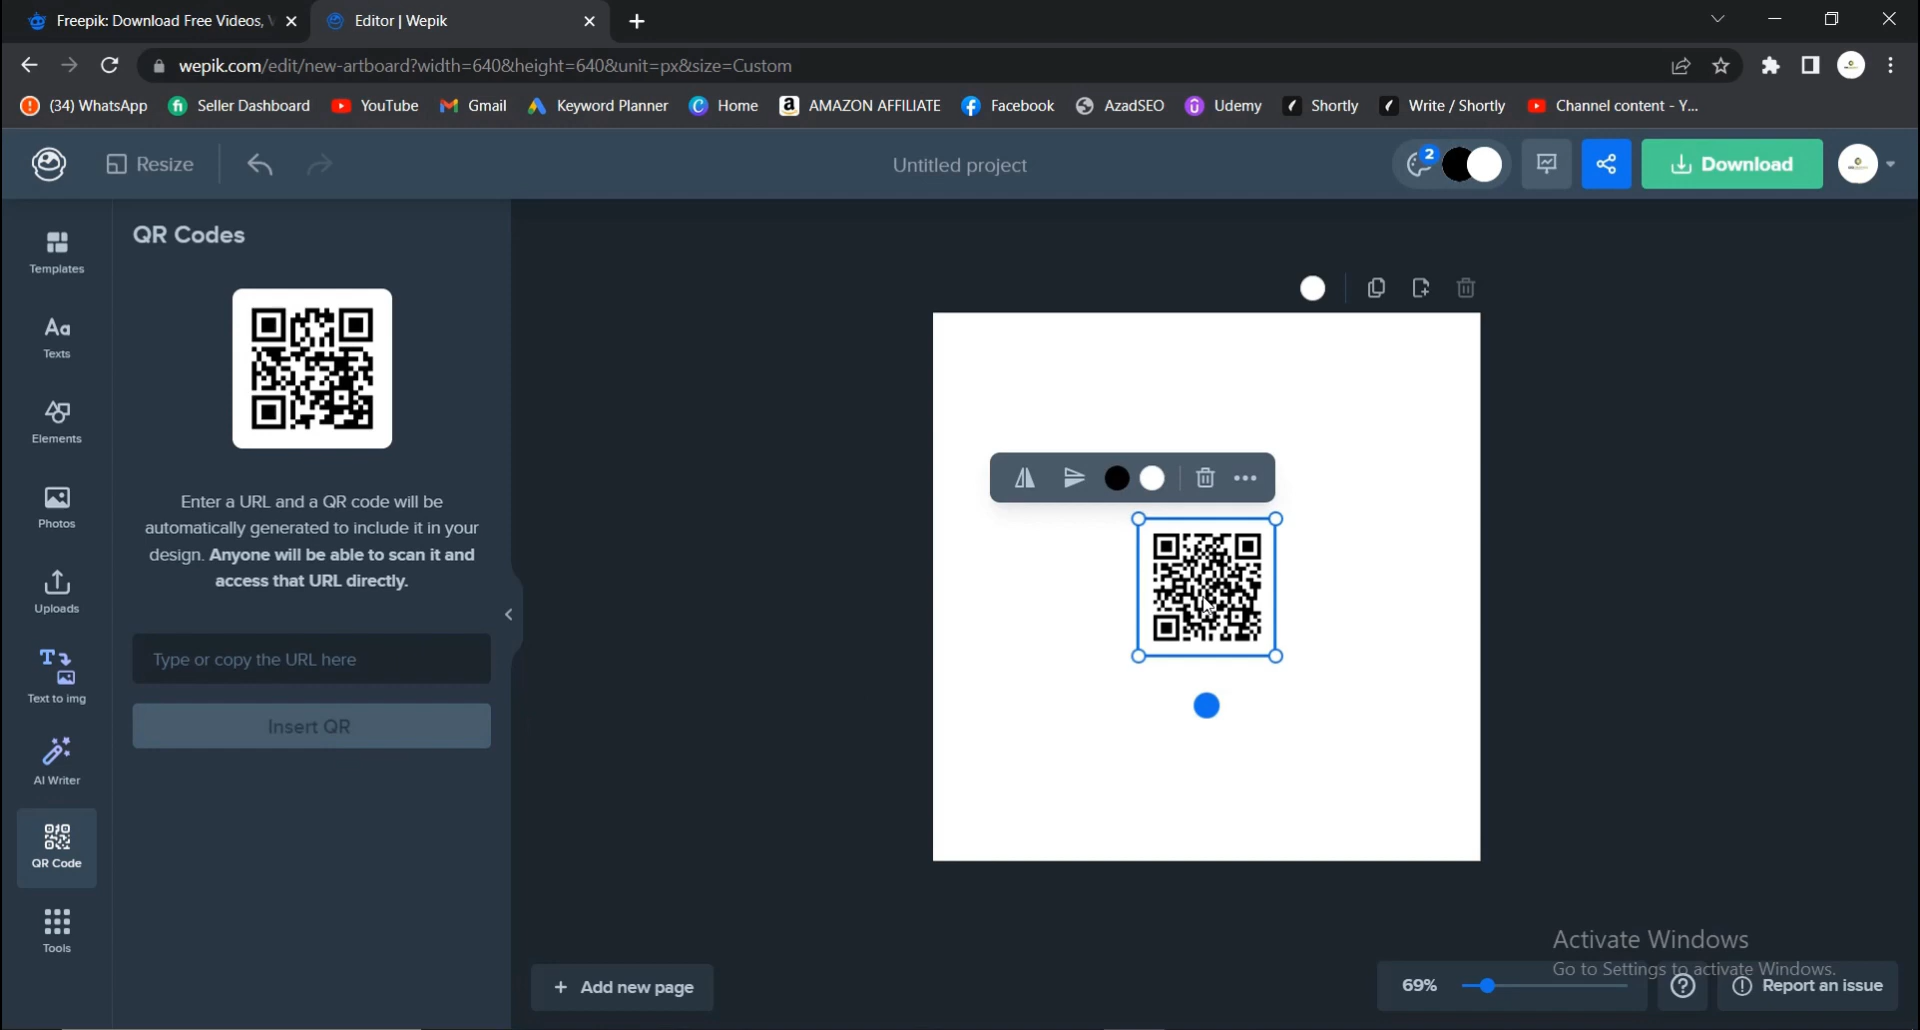 Freepik: Download Free Videos, V
Editor | Wepik
wepik.com/edit/new-artboard?width=640&height=640&unit=px&size=Custom
(34) WhatsApp
Seller Dashboard
YouTube
Gmail
Keyword Planner
Home
AMAZON AFFILIATE
Facebook
AzadSEO
Udemy
Shortly
Write / Shortly
Channel content - Y...
Resize
Untitled project
2
Download
Templates
Texts
Elements
Photos
Uploads
Text to img
AI Writer
QR Code
Tools
QR Codes
Enter a URL and a QR code will be
automatically generated to include it in your
design. Anyone will be able to scan it and
access that URL directly.
Type or copy the URL here
Insert QR
+ Add new page
Activate Windows
Go to Settings to activate Windows.
69%
Report an issue